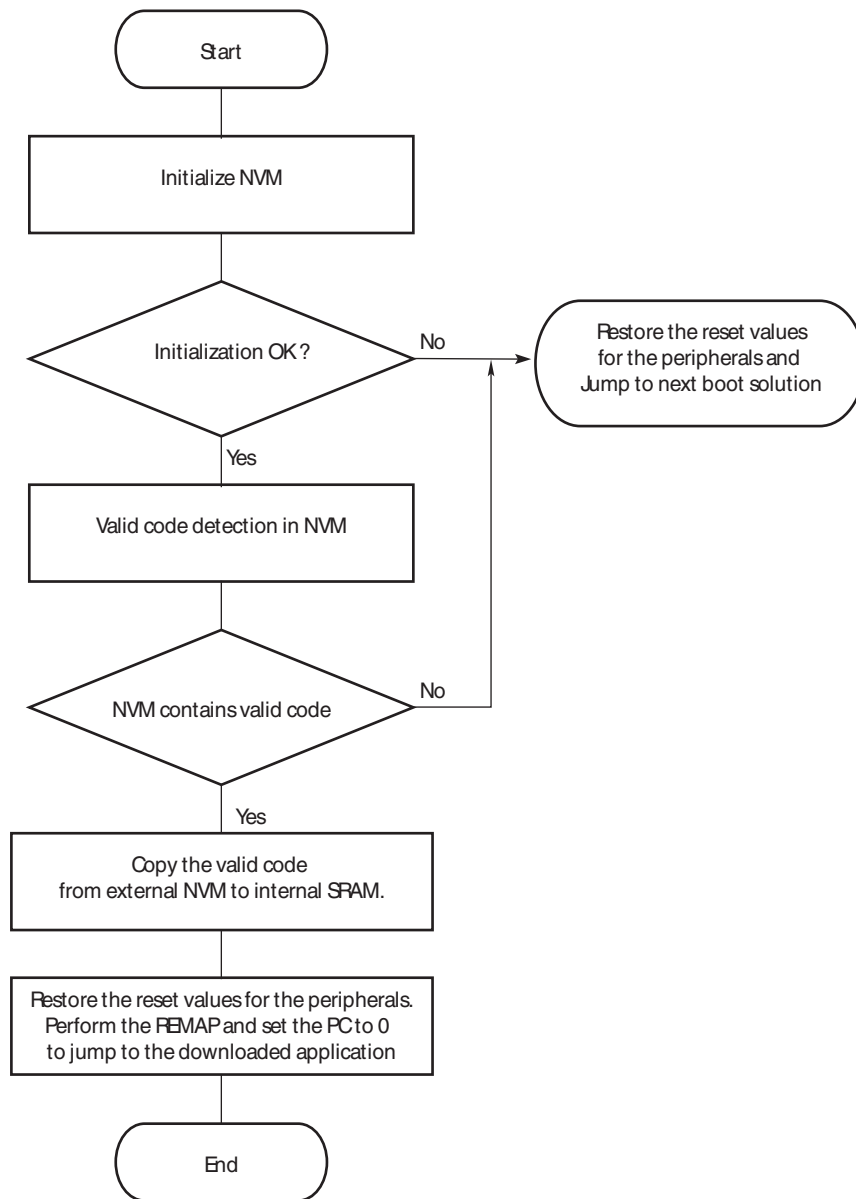 Start
Initialize NVM
Initialization OK ?
No
Restore the reset values
for the peripherals and
Jump to next boot solution
Yes
Valid code detection in NVM
NVM contains valid code
No
Yes
Copy the valid code
from external NVM to internal SRAM.
Restore the reset values for the peripherals.
Perform the REMAP and set the PC to 0
to jump to the downloaded application
End